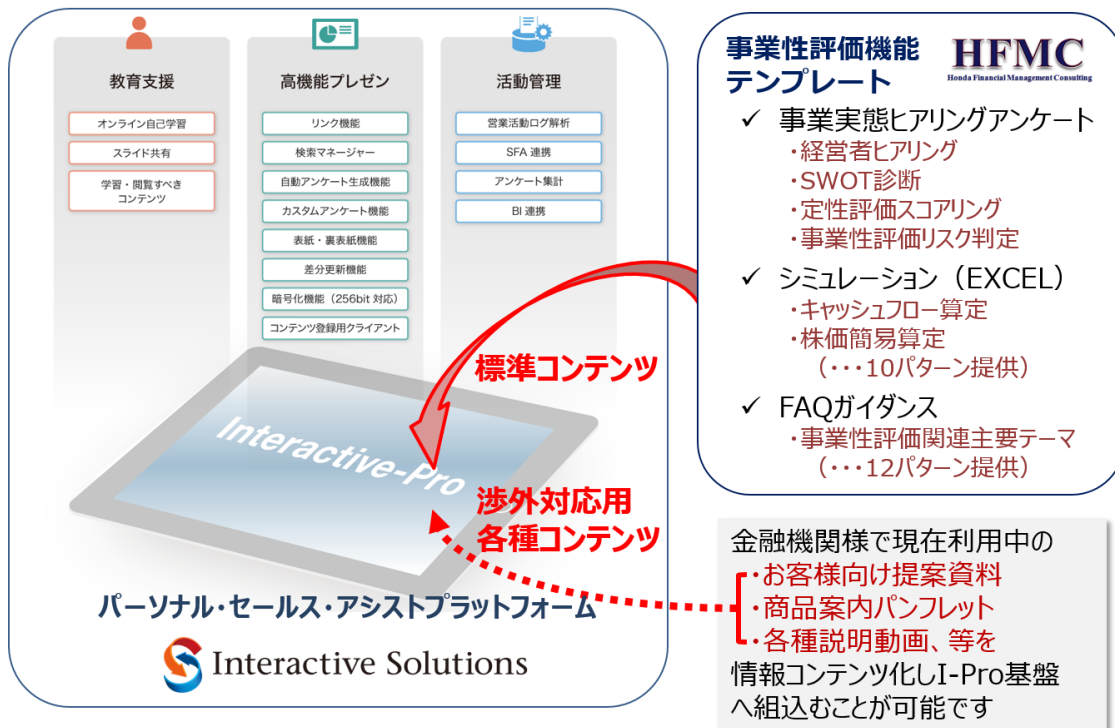 教育支援
オンライン自己学習
スライド共有
学習・閲覧すべき
コンテンツ
高機能プレゼン
リンク機能
検索マネージャー
自動アンケート生成機能
カスタムアンケート機能
表紙・裏表紙機能
差分更新機能
暗号化機能（256bit 対応）
コンテンツ登録用クライアント
活動管理
営業活動ログ解析
SFA 連携
アンケート集計
BI 連携
標準コンテンツ
Interactive-Pro
渉外対応用
各種コンテンツ
パーソナル・セールス・アシストプラットフォーム
Interactive Solutions
事業性評価機能
テンプレート
HFMC
Honda Financial Management Consulting
✓ 事業実態ヒアリングアンケート
・経営者ヒアリング
・SWOT診断
・定性評価スコアリング
・事業性評価リスク判定
✓ シミュレーション（EXCEL）
・キャッシュフロー算定
・株価簡易算定
（・・・10パターン提供）
✓ FAQガイダンス
・事業性評価関連主要テーマ
（・・・12パターン提供）
金融機関様で現在利用中の
・お客様向け提案資料
・商品案内パンフレット
・各種説明動画、等を
情報コンテンツ化しI-Pro基盤
へ組込むことが可能です